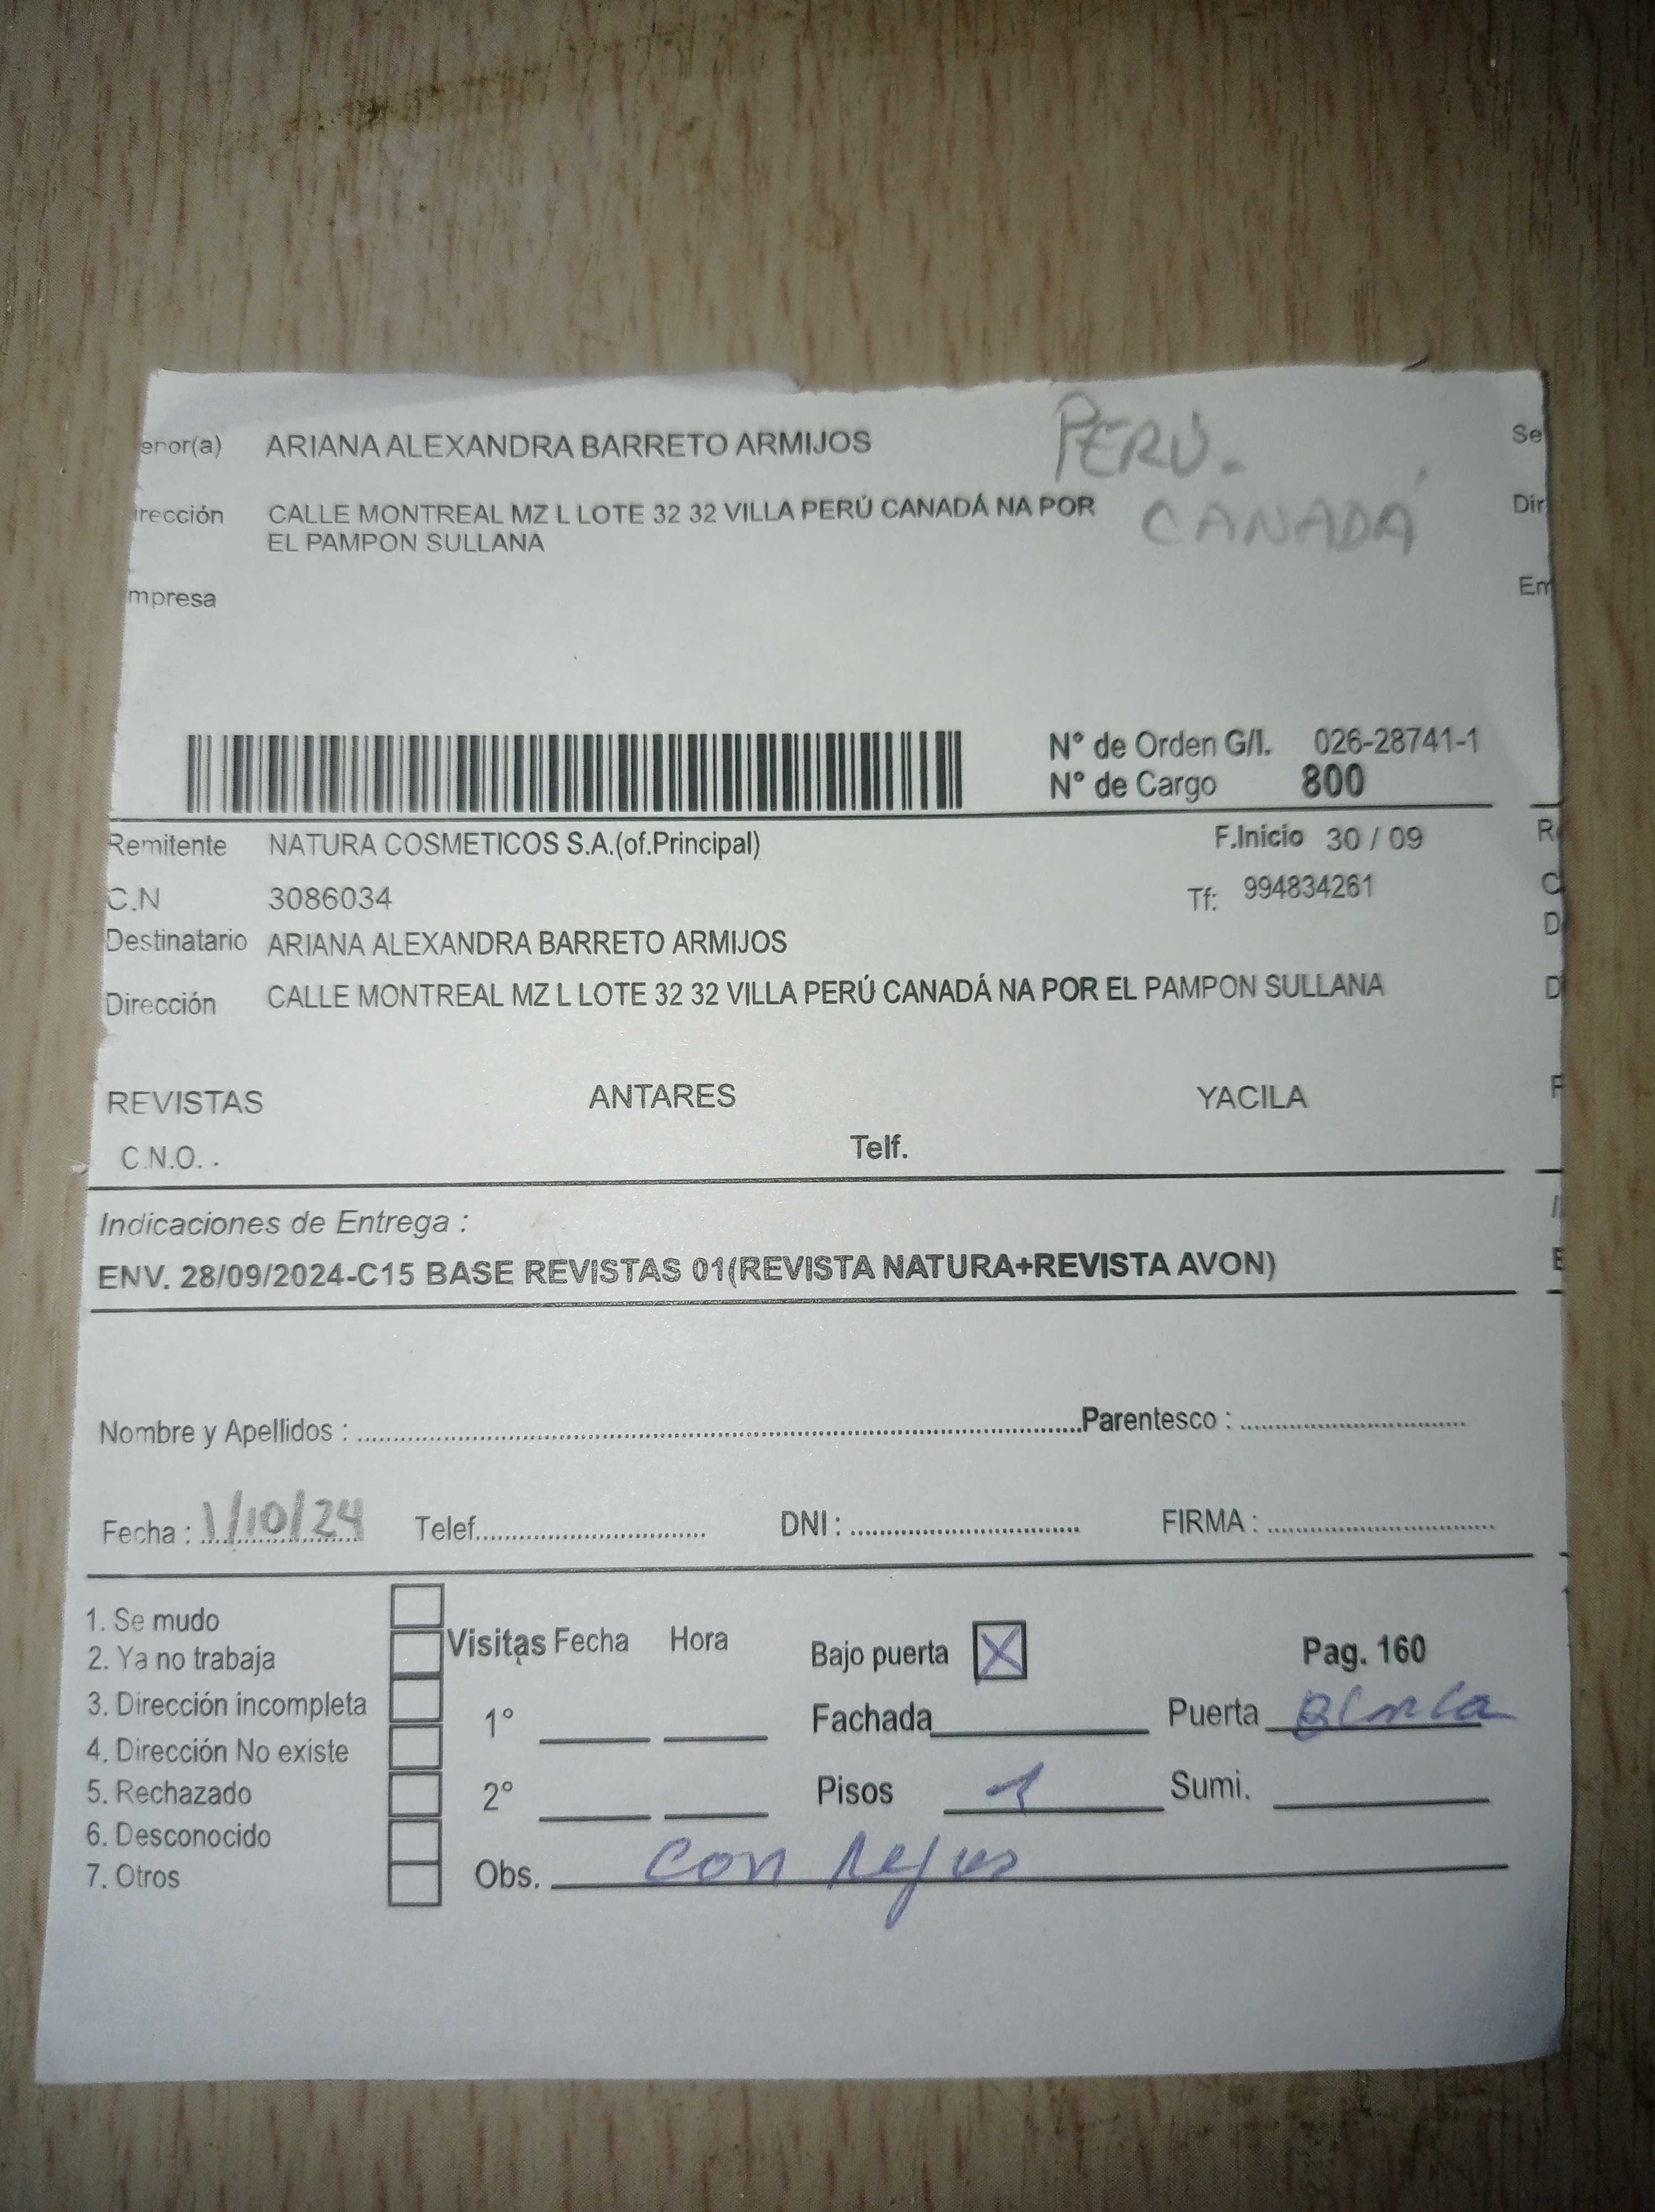 enor(a) ARIANA ALEXANDRA BARRETO ARMIJOS PERÚ. Se
irección CALLE MONTREAL MZ L LOTE 32 32 VILLA PERÚ CANADÁ NA POR CANADÁ Dir
EL PAMPON SULLANA
mpresa Em
N° de Orden G/I. 026-28741-1
N° de Cargo 800
Remitente NATURA COSMETICOS S.A.(of.Principal) F.Inicio 30 / 09 R
C.N 3086034 Tf: 994834261 C
Destinatario ARIANA ALEXANDRA BARRETO ARMIJOS D
Dirección CALLE MONTREAL MZ L LOTE 32 32 VILLA PERÚ CANADÁ NA POR EL PAMPON SULLANA D
REVISTAS ANTARES YACILA
C.N.O. . Telf.
Indicaciones de Entrega :
ENV. 28/09/2024-C15 BASE REVISTAS 01(REVISTA NATURA+REVISTA AVON) E
Nombre y Apellidos : Parentesco :
Fecha : 1/10/24 Telef. DNI : FIRMA :
1. Se mudo
2. Ya no trabaja Visitas Fecha Hora Bajo puerta X Pag. 160
3. Dirección incompleta 1° Fachada Puerta Blanca
4. Dirección No existe
5. Rechazado 2° Pisos 1 Sumi.
6. Desconocido
7. Otros Obs. con rejas